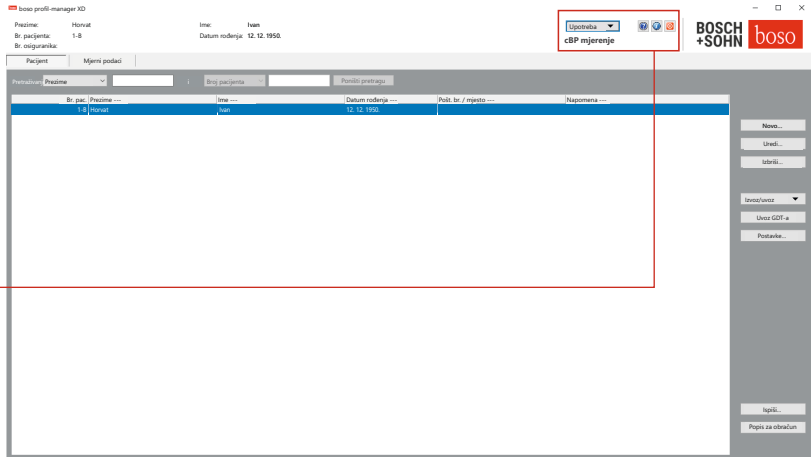 boso profil-manager XD
Prezime: Horvat Ime: Ivan
Br. pacijenta: 1-8 Datum rođenja: 12. 12. 1950.
Br. osiguranika:
Upotreba
cBP mjerenje
BOSCH
+SOHN
boso
Pacijent Mjerni podaci
Pretraživanj Prezime i Broj pacijenta Poništi pretragu
Br. pac. Prezime --- Ime --- Datum rođenja --- Pošt. br. / mjesto --- Napomena ---
1-8 Horvat Ivan 12. 12. 1950.
Novo...
Uredi...
Izbriši...
Izvoz/uvoz
Uvoz GDT-a
Postavke...
Ispiši...
Popis za obračun